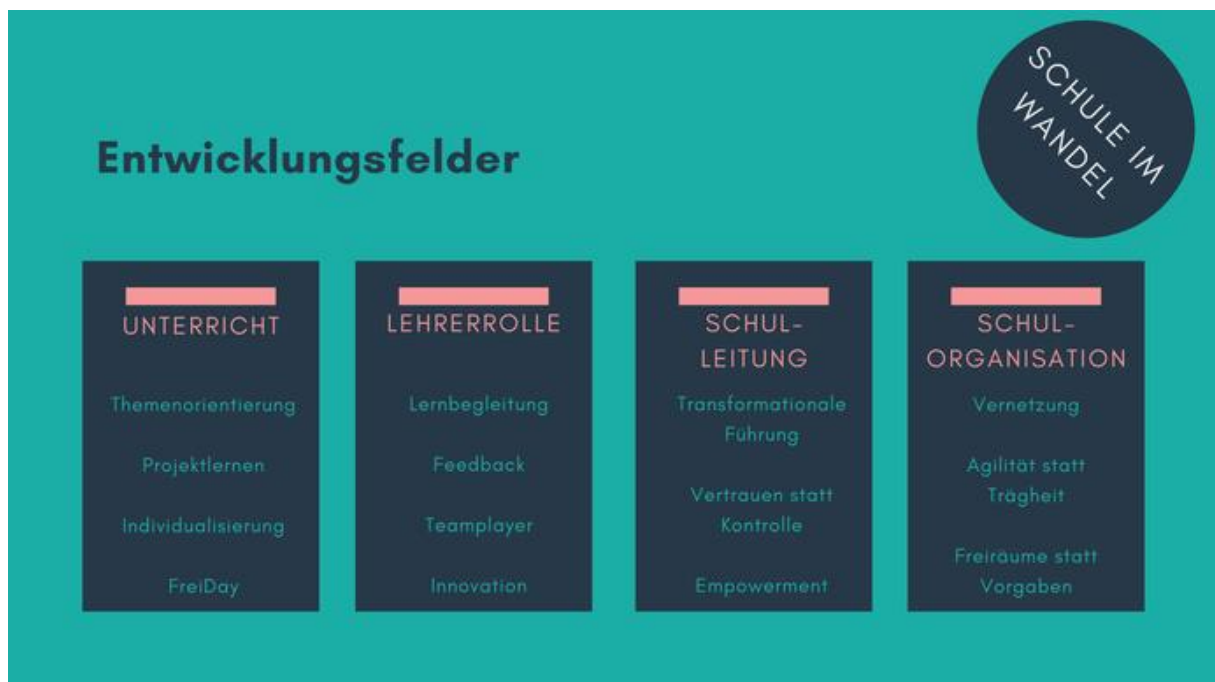 SCHULE IM
WANDEL
Entwicklungsfelder
UNTERRICHT
Themenorientierung
Projektlernen
Individualisierung
FreiDay
LEHRERROLLE
Lernbegleitung
Feedback
Teamplayer
Innovation
SCHUL-
LEITUNG
Transformationale
Führung
Vertrauen statt
Kontrolle
Empowerment
SCHUL-
ORGANISATION
Vernetzung
Agilität statt
Trägheit
Freiräume statt
Vorgaben